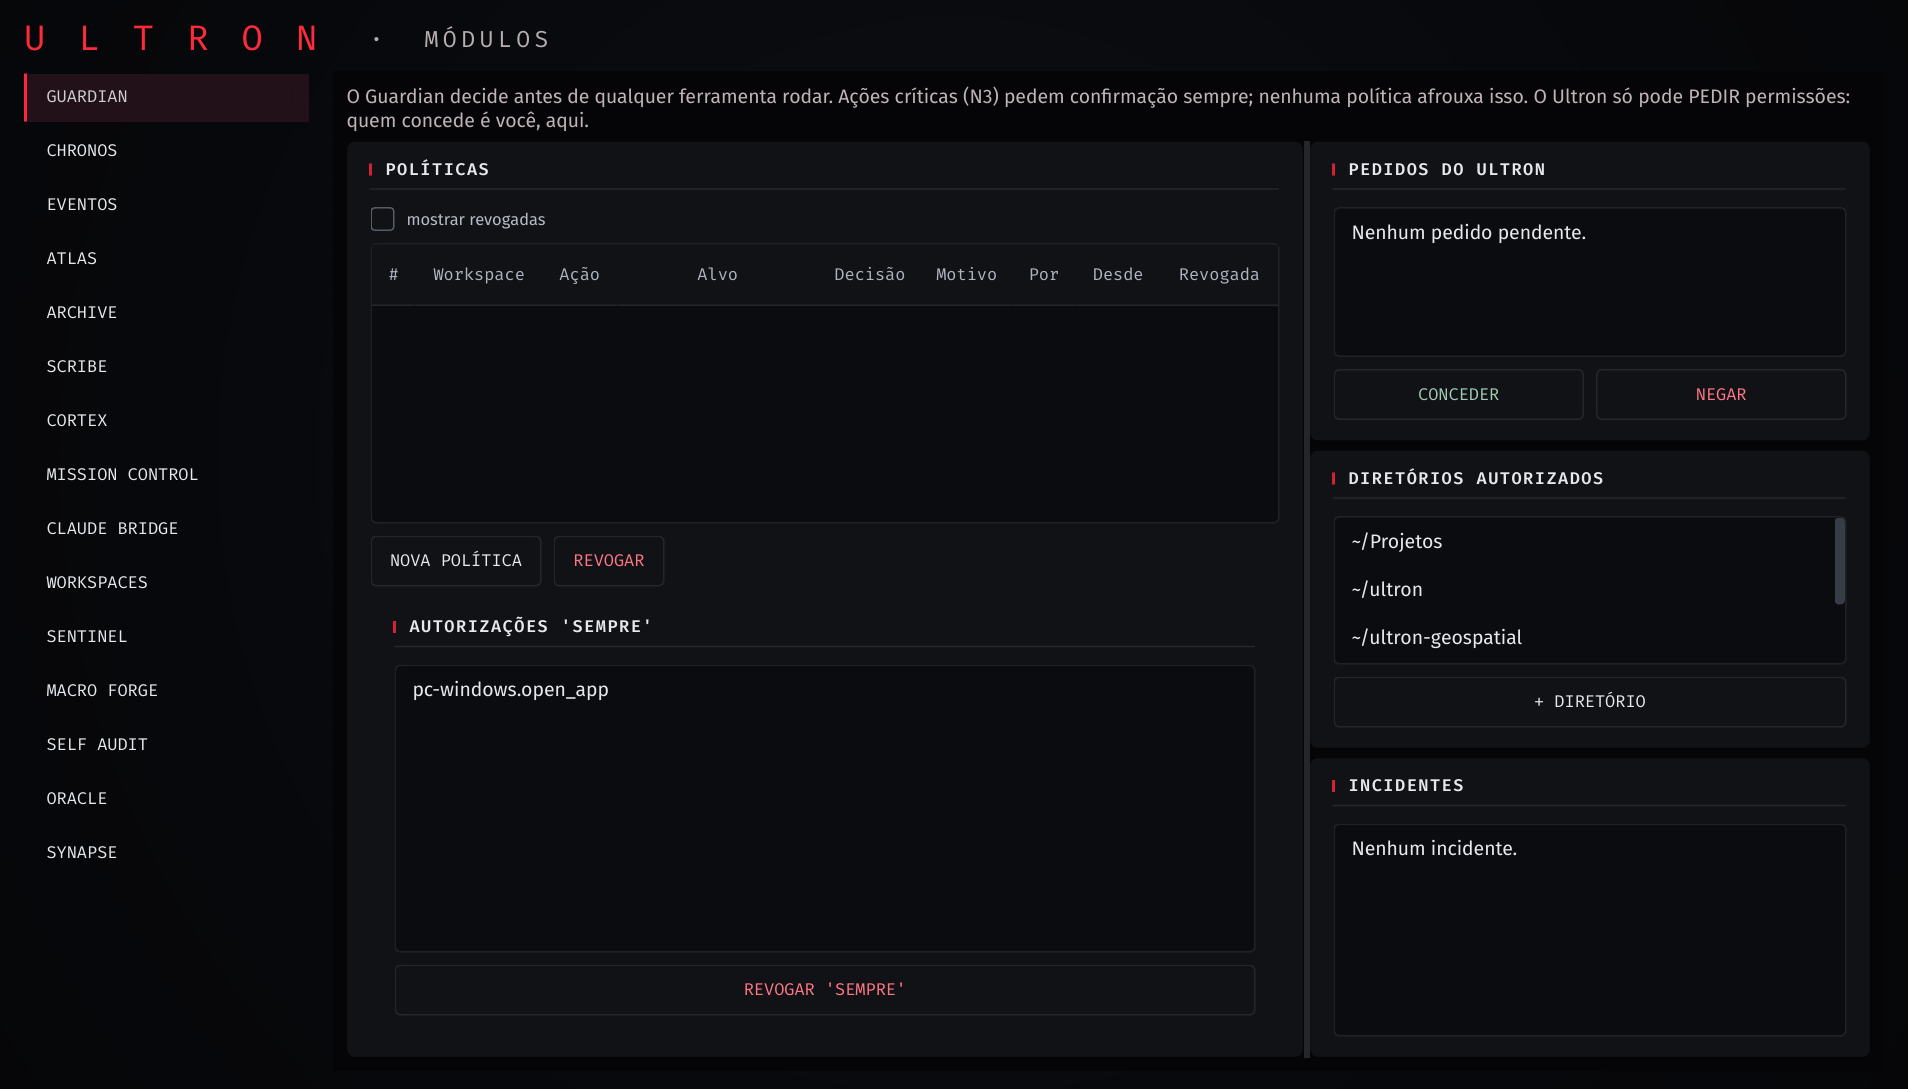 ULTRON · MÓDULOS
GUARDIAN
CHRONOS
EVENTOS
ATLAS
ARCHIVE
SCRIBE
CORTEX
MISSION CONTROL
CLAUDE BRIDGE
WORKSPACES
SENTINEL
MACRO FORGE
SELF AUDIT
ORACLE
SYNAPSE
O Guardian decide antes de qualquer ferramenta rodar. Ações críticas (N3) pedem confirmação sempre; nenhuma política afrouxa isso. O Ultron só pode PEDIR permissões:
quem concede é você, aqui.
POLÍTICAS
mostrar revogadas
# Workspace Ação Alvo Decisão Motivo Por Desde Revogada
NOVA POLÍTICA REVOGAR
AUTORIZAÇÕES 'SEMPRE'
pc-windows.open_app
REVOGAR 'SEMPRE'
PEDIDOS DO ULTRON
Nenhum pedido pendente.
CONCEDER NEGAR
DIRETÓRIOS AUTORIZADOS
~/Projetos
~/ultron
~/ultron-geospatial
+ DIRETÓRIO
INCIDENTES
Nenhum incidente.